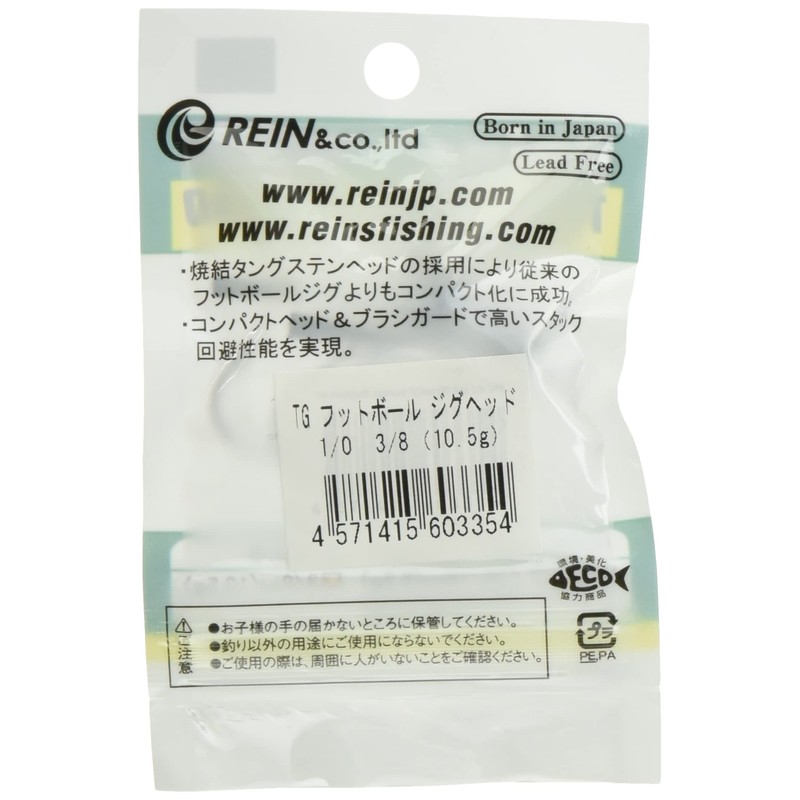 REIN&co.,ltd
Born in Japan
Lead Free
www.reinjp.com
www.reinsfishing.com
・焼結タングステンヘッドの採用により従来の
フットボールジグよりもコンパクト化に成功。
・コンパクトヘッド&ブラシガードで高いスタック
回避性能を実現。
TG フットボール ジグヘッド
1/0 3/8 (10.5g)
4 571415 603354
環境・美化
ECO
協力商品
ご注意
●お子様の手の届かないところに保管してください。
●釣り以外の用途にご使用にならないでください。
●ご使用の際は、周囲に人がいないことをご確認ください。
プラ
PE,PA